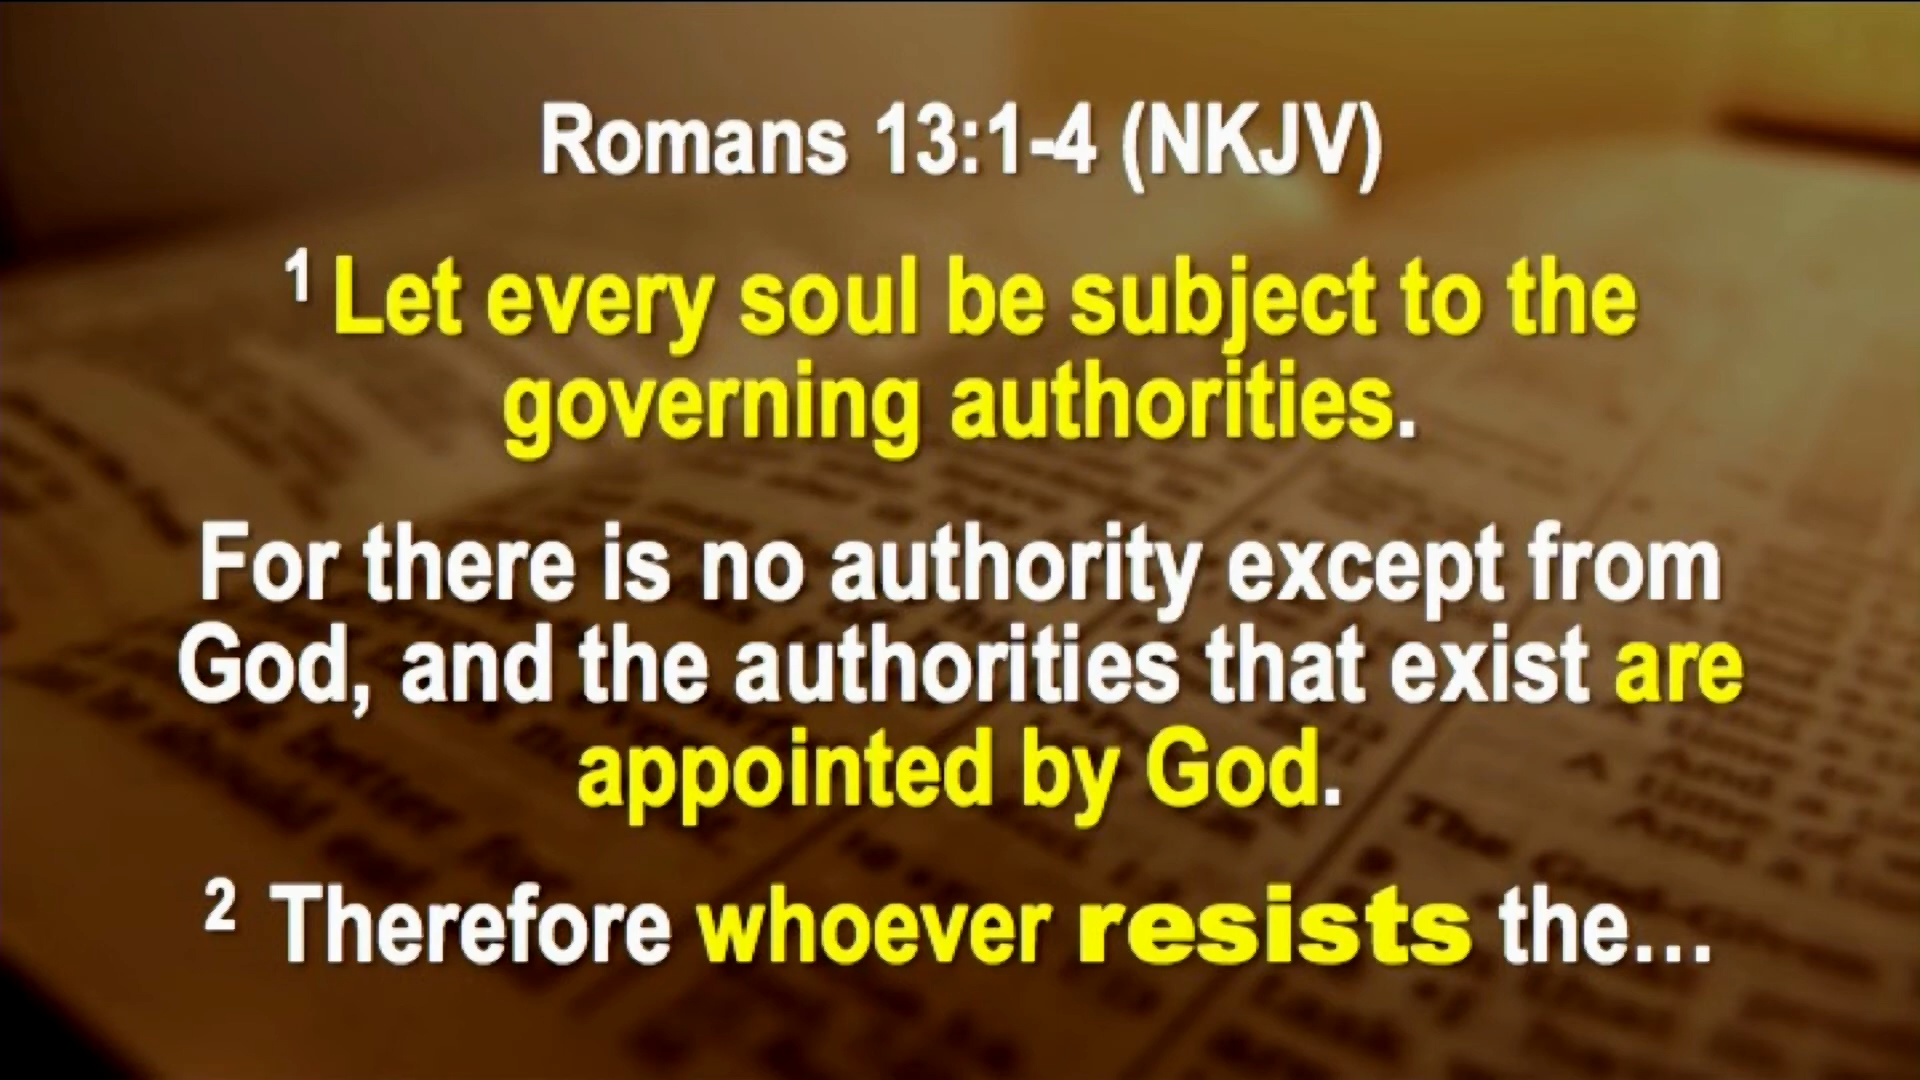 Romans 13:1-4 (NKJV)
1 Let every soul be subject to the
governing authorities.
For there is no authority except from
God, and the authorities that exist are
appointed by God.
2 Therefore whoever resists the...